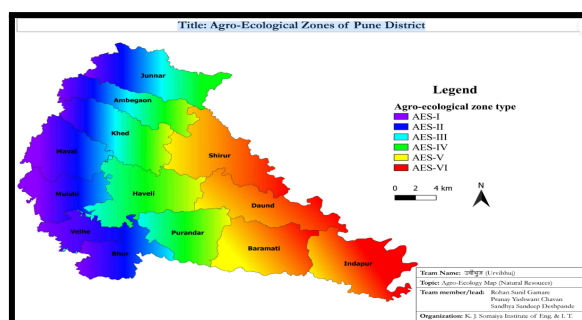 Title: Agro-Ecological Zones of Pune District
Junnar
Ambegaon
Khed
Mavsl
Shirur
Mulshi
Haveli
Daund
Velhe
Purandar
Bhor
Baramati
Indapur
Legend
Agro-ecological zone type
AES-I
AES-II
AES-III
AES-IV
AES-V
AES-VI
0 2 4 km
N
Team Name: उर्वीभुज (Urvibhuj)
Topic: Agro-Ecology Map (Natural Resouces)
Team member/lead: Rohan Sunil Gamare
Pranay Yashwant Chavan
Sandhya Sandeep Deshpande
Organization: K. J. Somaiya Institute of Eng. & I. T.